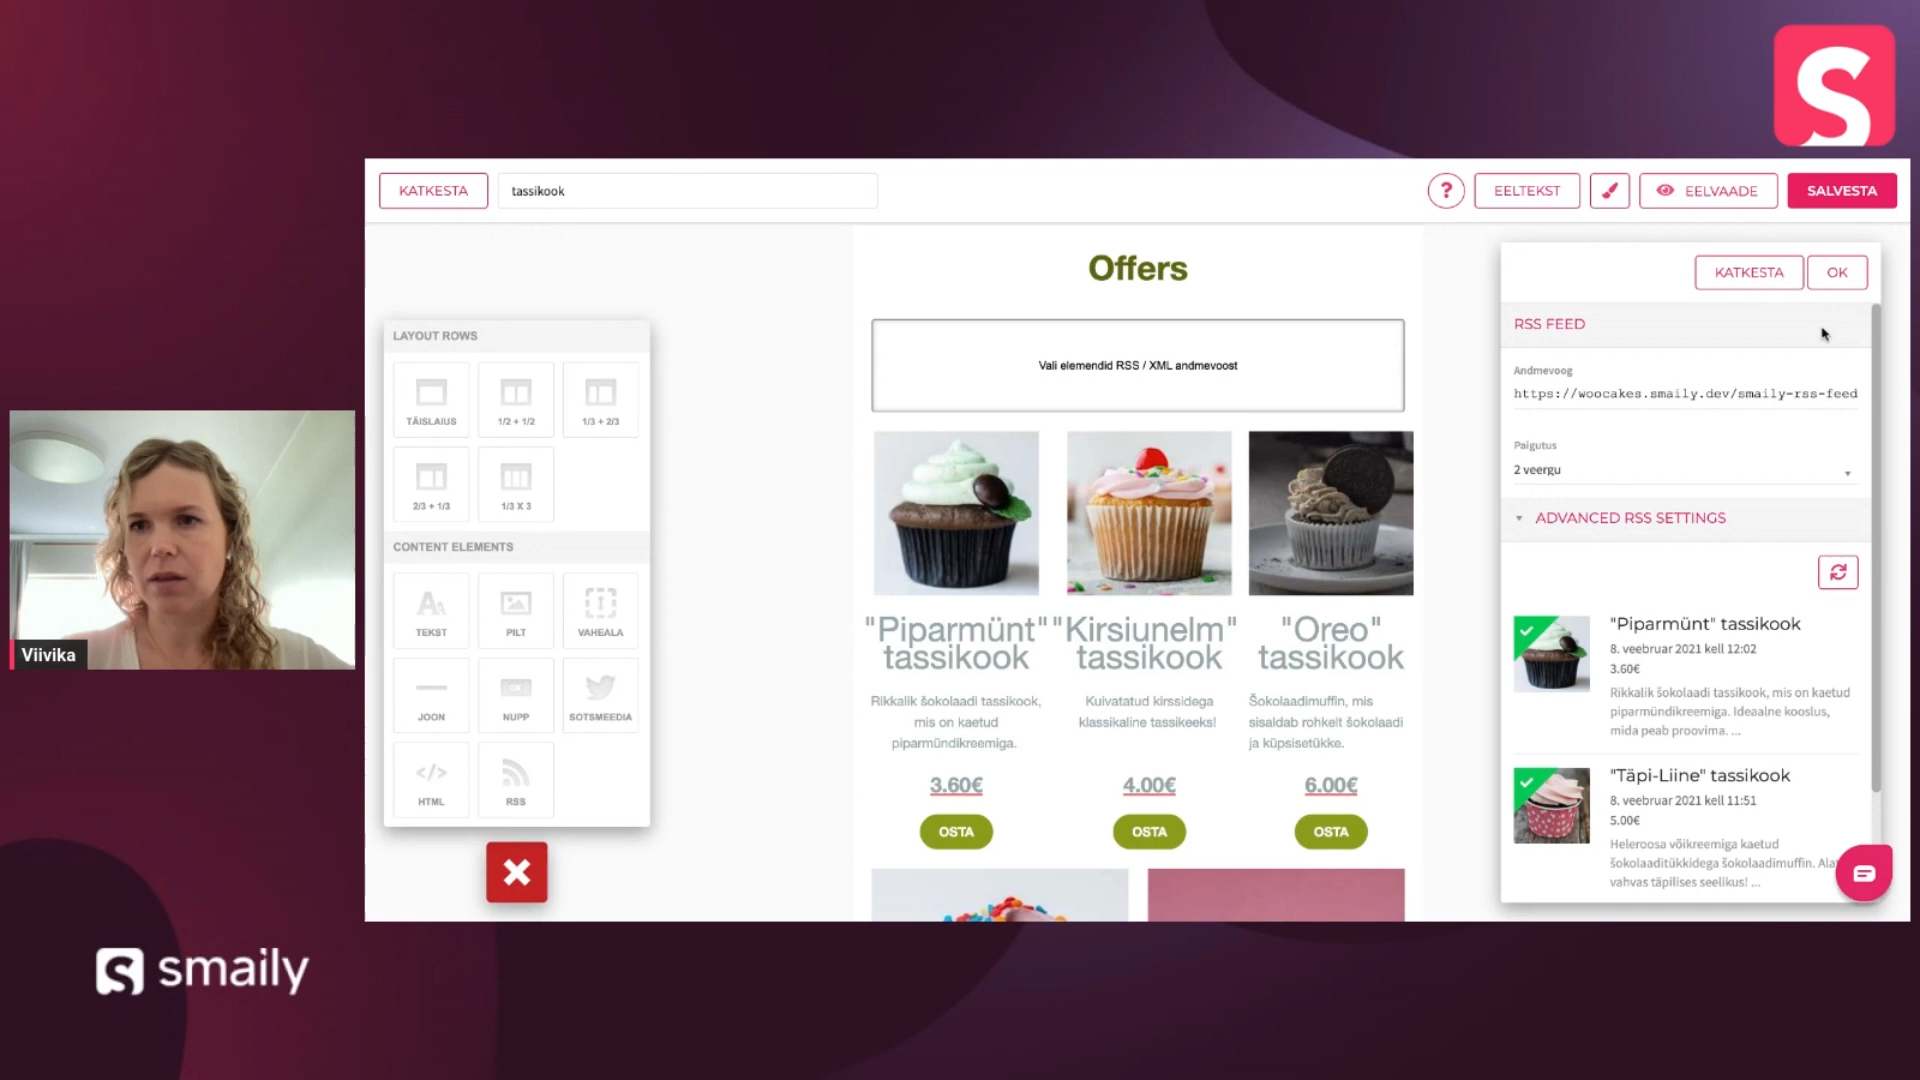 S
KATKESTA
tassikook
?
EELTEKST
EELVAADE
SALVESTA
LAYOUT ROWS
TÄISLAIUS
1/2 + 1/2
1/3 + 2/3
2/3 + 1/3
1/3 X 3
CONTENT ELEMENTS
TEKST
PILT
VAHEALA
JOON
OK
NUPP
SOTSMEEDIA
HTML
RSS
Offers
Vali elemendid RSS / XML andmevoost
"Piparmünt"
tassikook
Rikkalik šokolaadi tassikook,
mis on kaetud
piparmündikreemiga.
3.60€
OSTA
"Kirsiunelm"
tassikook
Kuivatatud kirssidega
klassikaline tassikeeks!
4.00€
OSTA
"Oreo"
tassikook
Šokolaadimuffin, mis
sisaldab rohkelt šokolaadi
ja küpsisetükke.
6.00€
OSTA
KATKESTA
OK
RSS FEED
Andmevoog
https://woocakes.smaily.dev/smaily-rss-feed
Paigutus
2 veergu
ADVANCED RSS SETTINGS
"Piparmünt" tassikook
8. veebruar 2021 kell 12:02
3.60€
Rikkalik šokolaadi tassikook, mis on kaetud
piparmündikreemiga. Ideaalne kooslus,
mida peab proovima. ...
"Täpi-Liine" tassikook
8. veebruar 2021 kell 11:51
5.00€
Heleroosa võikreemiga kaetud
šokolaaditükkidega šokolaadimuffin.
vahvas täpilises seelikus! ...
Viivika
smaily